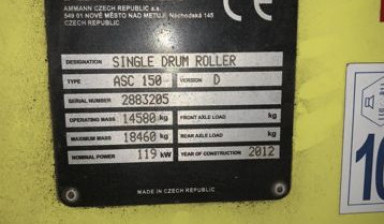 AMMANN CZECH REPUBLIC a.s.
549 01 NOVÉ MĚSTO NAD METUJÍ, Náchodská 145
CZECH REPUBLIC
CE
DESIGNATION SINGLE DRUM ROLLER
TYPE ASC 150 VERSION D
SERIAL NUMBER 2883205
OPERATING MASS 14580 kg FRONT AXLE LOAD kg
MAXIMUM MASS 18460 kg REAR AXLE LOAD kg
NOMINAL POWER 119 kW YEAR OF CONSTRUCTION 2012
MADE IN CZECH REPUBLIC